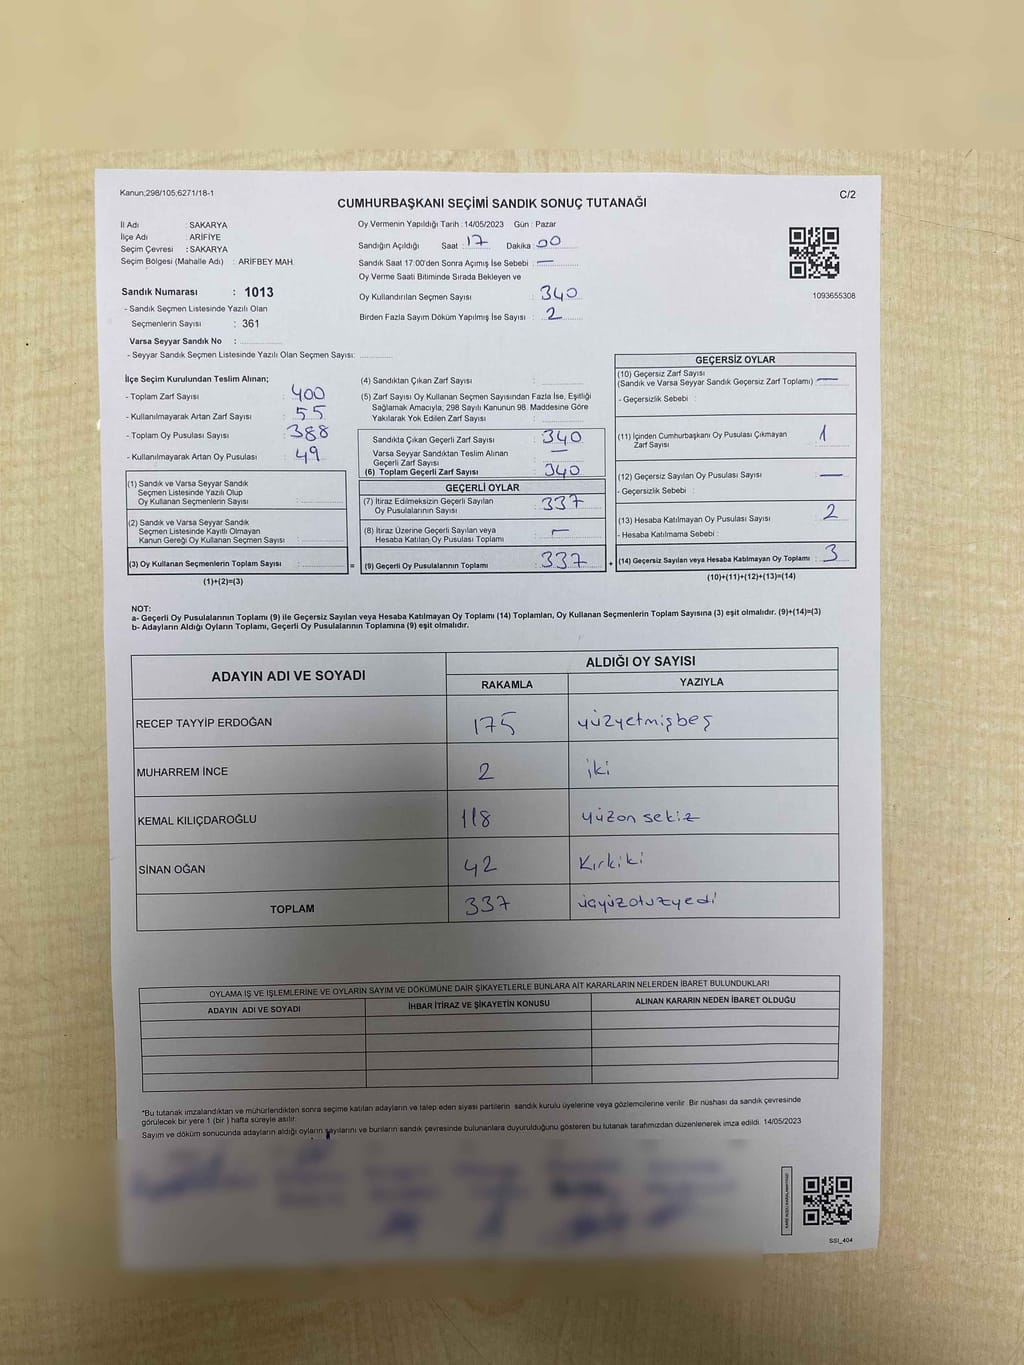 Kanun;298/105,6271/18-1
C/2
CUMHURBAŞKANI SEÇİMİ SANDIK SONUÇ TUTANAĞI
İl Adı : SAKARYA
İlçe Adı : ARİFİYE
Seçim Çevresi : SAKARYA
Seçim Bölgesi (Mahalle Adı) : ARİFBEY MAH.
Sandık Numarası : 1013
- Sandık Seçmen Listesinde Yazılı Olan
Seçmenlerin Sayısı : 361
Varsa Seyyar Sandık No :
- Seyyar Sandık Seçmen Listesinde Yazılı Olan Seçmen Sayısı:
Oy Vermenin Yapıldığı Tarih :14/05/2023 Gün : Pazar
Sandığın Açıldığı Saat : 17 Dakika : 00
Sandık Saat 17:00'den Sonra Açımış İse Sebebi : —
Oy Verme Saati Bitiminde Sırada Bekleyen ve
Oy Kullandırılan Seçmen Sayısı : 340
Birden Fazla Sayım Döküm Yapılmış İse Sayısı : 2
1093655308
İlçe Seçim Kurulundan Teslim Alınan;
- Toplam Zarf Sayısı : 400
- Kullanılmayarak Artan Zarf Sayısı : 55
- Toplam Oy Pusulası Sayısı : 388
- Kullanılmayarak Artan Oy Pusulası : 49
(1) Sandık ve Varsa Seyyar Sandık
Seçmen Listesinde Yazılı Olup
Oy Kullanan Seçmenlerin Sayısı :
(2) Sandık ve Varsa Seyyar Sandık
Seçmen Listesinde Kayıtlı Olmayan
Kanun Gereği Oy Kullanan Seçmen Sayısı :
(3) Oy Kullanan Seçmenlerin Toplam Sayısı :
(1)+(2)=(3)
=
(4) Sandıktan Çıkan Zarf Sayısı :
(5) Zarf Sayısı Oy Kullanan Seçmen Sayısından Fazla İse, Eşitliği
Sağlamak Amacıyla, 298 Sayılı Kanunun 98. Maddesine Göre
Yakılarak Yok Edilen Zarf Sayısı :
Sandıkta Çıkan Geçerli Zarf Sayısı : 340
Varsa Seyyar Sandıktan Teslim Alınan
Geçerli Zarf Sayısı : —
(6) Toplam Geçerli Zarf Sayısı : 340
GEÇERLİ OYLAR
(7) İtiraz Edilmeksizin Geçerli Sayılan
Oy Pusulalarının Sayısı : 337
(8) İtiraz Üzerine Geçerli Sayılan veya
Hesaba Katılan Oy Pusulası Toplamı : —
(9) Geçerli Oy Pusulalarının Toplamı : 337
+
GEÇERSİZ OYLAR
(10) Geçersiz Zarf Sayısı
(Sandık ve Varsa Seyyar Sandık Geçersiz Zarf Toplamı) : —
- Geçersizlik Sebebi :
(11) İçinden Cumhurbaşkanı Oy Pusulası Çıkmayan
Zarf Sayısı : 1
(12) Geçersiz Sayılan Oy Pusulası Sayısı : —
- Geçersizlik Sebebi :
(13) Hesaba Katılmayan Oy Pusulası Sayısı : 2
- Hesaba Katılmama Sebebi :
(14) Geçersiz Sayılan veya Hesaba Katılmayan Oy Toplamı : 3
(10)+(11)+(12)+(13)=(14)
NOT:
a- Geçerli Oy Pusulalarının Toplamı (9) ile Geçersiz Sayılan veya Hesaba Katılmayan Oy Toplamı (14) Toplamları, Oy Kullanan Seçmenlerin Toplam Sayısına (3) eşit olmalıdır. (9)+(14)=(3)
b- Adayların Aldığı Oyların Toplamı, Geçerli Oy Pusulalarının Toplamına (9) eşit olmalıdır.
ADAYIN ADI VE SOYADI
ALDIĞI OY SAYISI
RAKAMLA YAZIYLA
RECEP TAYYİP ERDOĞAN 175 yüzyetmişbeş
MUHARREM İNCE 2 iki
KEMAL KILIÇDAROĞLU 118 yüzon sekiz
SİNAN OĞAN 42 Kırkiki
TOPLAM 337 üçyüzotuzyedi
OYLAMA İŞ VE İŞLEMLERİNE VE OYLARIN SAYIM VE DÖKÜMÜNE DAİR ŞİKAYETLERLE BUNLARA AİT KARARLARIN NELERDEN İBARET BULUNDUKLARI
ADAYIN ADI VE SOYADI İHBAR İTİRAZ VE ŞİKAYETİN KONUSU ALINAN KARARIN NEDEN İBARET OLDUĞU
*Bu tutanak imzalandıktan ve mühürlendikten sonra seçime katılan adayların ve talep eden siyasi partilerin sandık kurulu üyelerine veya gözlemcilerine verilir. Bir nüshası da sandık çevresinde
görülecek bir yere 1 (bir ) hafta süreyle asılır.
Sayım ve döküm sonucunda adayların aldığı oyların sayılarını ve bunların sandık çevresinde bulunanlara duyurulduğunu gösteren bu tutanak tarafımızdan düzenlenerek imza edildi. 14/05/2023
SSI_404